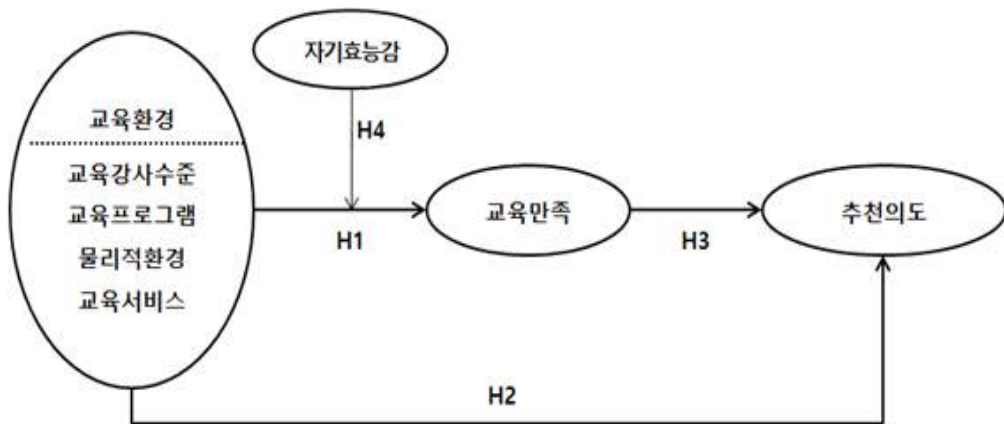 자기효능감
교육환경
H4
교육강사수준
교육프로그램
물리적환경
교육서비스
H1
교육만족
H3
추천의도
H2